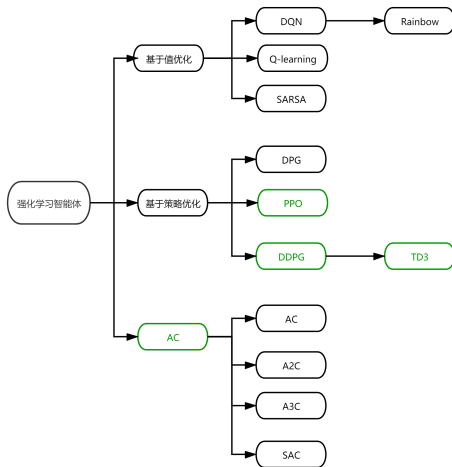 强化学习智能体
基于值优化
DQN
Rainbow
Q-learning
SARSA
基于策略优化
DPG
PPO
DDPG
TD3
AC
AC
A2C
A3C
SAC